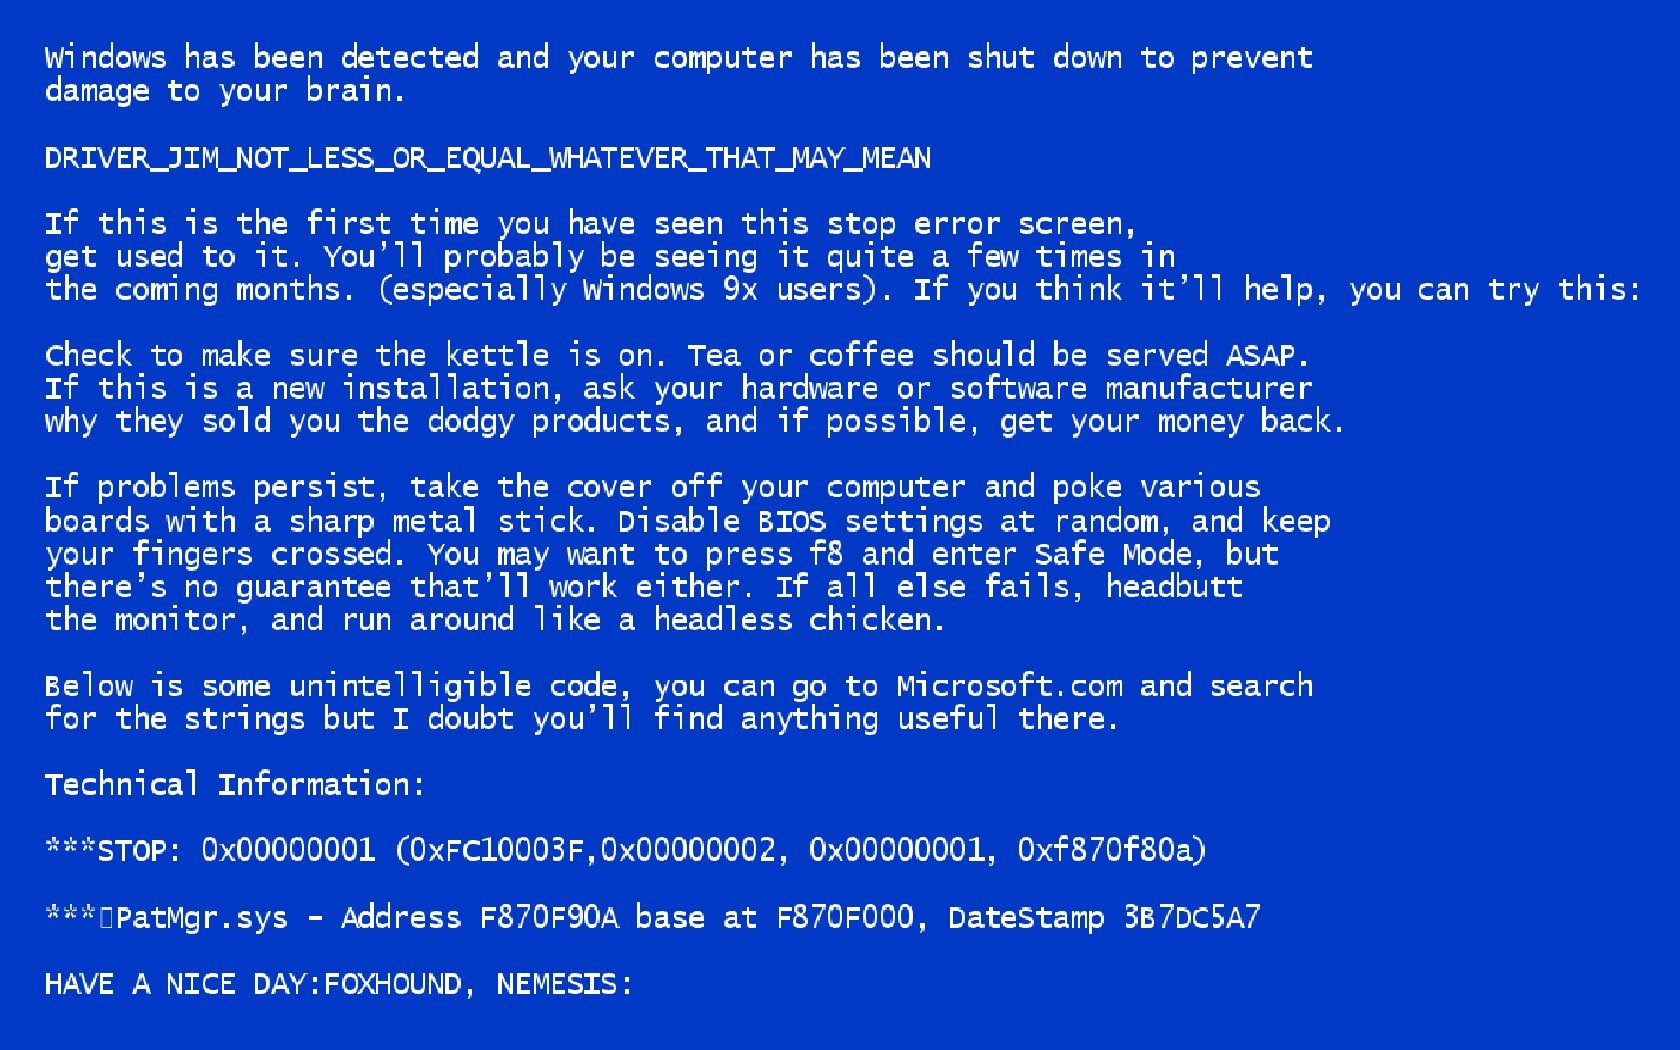 Windows has been detected and your computer has been shut down to prevent
damage to your brain.
DRIVER_JIM_NOT_LESS_OR_EQUAL_WHATEVER_THAT_MAY_MEAN
If this is the first time you have seen this stop error screen,
get used to it. You'll probably be seeing it quite a few times in
the coming months. (especially Windows 9x users). If you think it'll help, you can try this:
Check to make sure the kettle is on. Tea or coffee should be served ASAP.
If this is a new installation, ask your hardware or software manufacturer
why they sold you the dodgy products, and if possible, get your money back.
If problems persist, take the cover off your computer and poke various
boards with a sharp metal stick. Disable BIOS settings at random, and keep
your fingers crossed. You may want to press f8 and enter Safe Mode, but
there's no guarantee that'll work either. If all else fails, headbutt
the monitor, and run around like a headless chicken.
Below is some unintelligible code, you can go to Microsoft.com and search
for the strings but I doubt you'll find anything useful there.
Technical Information:
***STOP: 0x00000001 (0xFC10003F,0x00000002, 0x00000001, 0xf870f80a)
***▯PatMgr.sys – Address F870F90A base at F870F000, DateStamp 3B7DC5A7
HAVE A NICE DAY:FOXHOUND, NEMESIS: